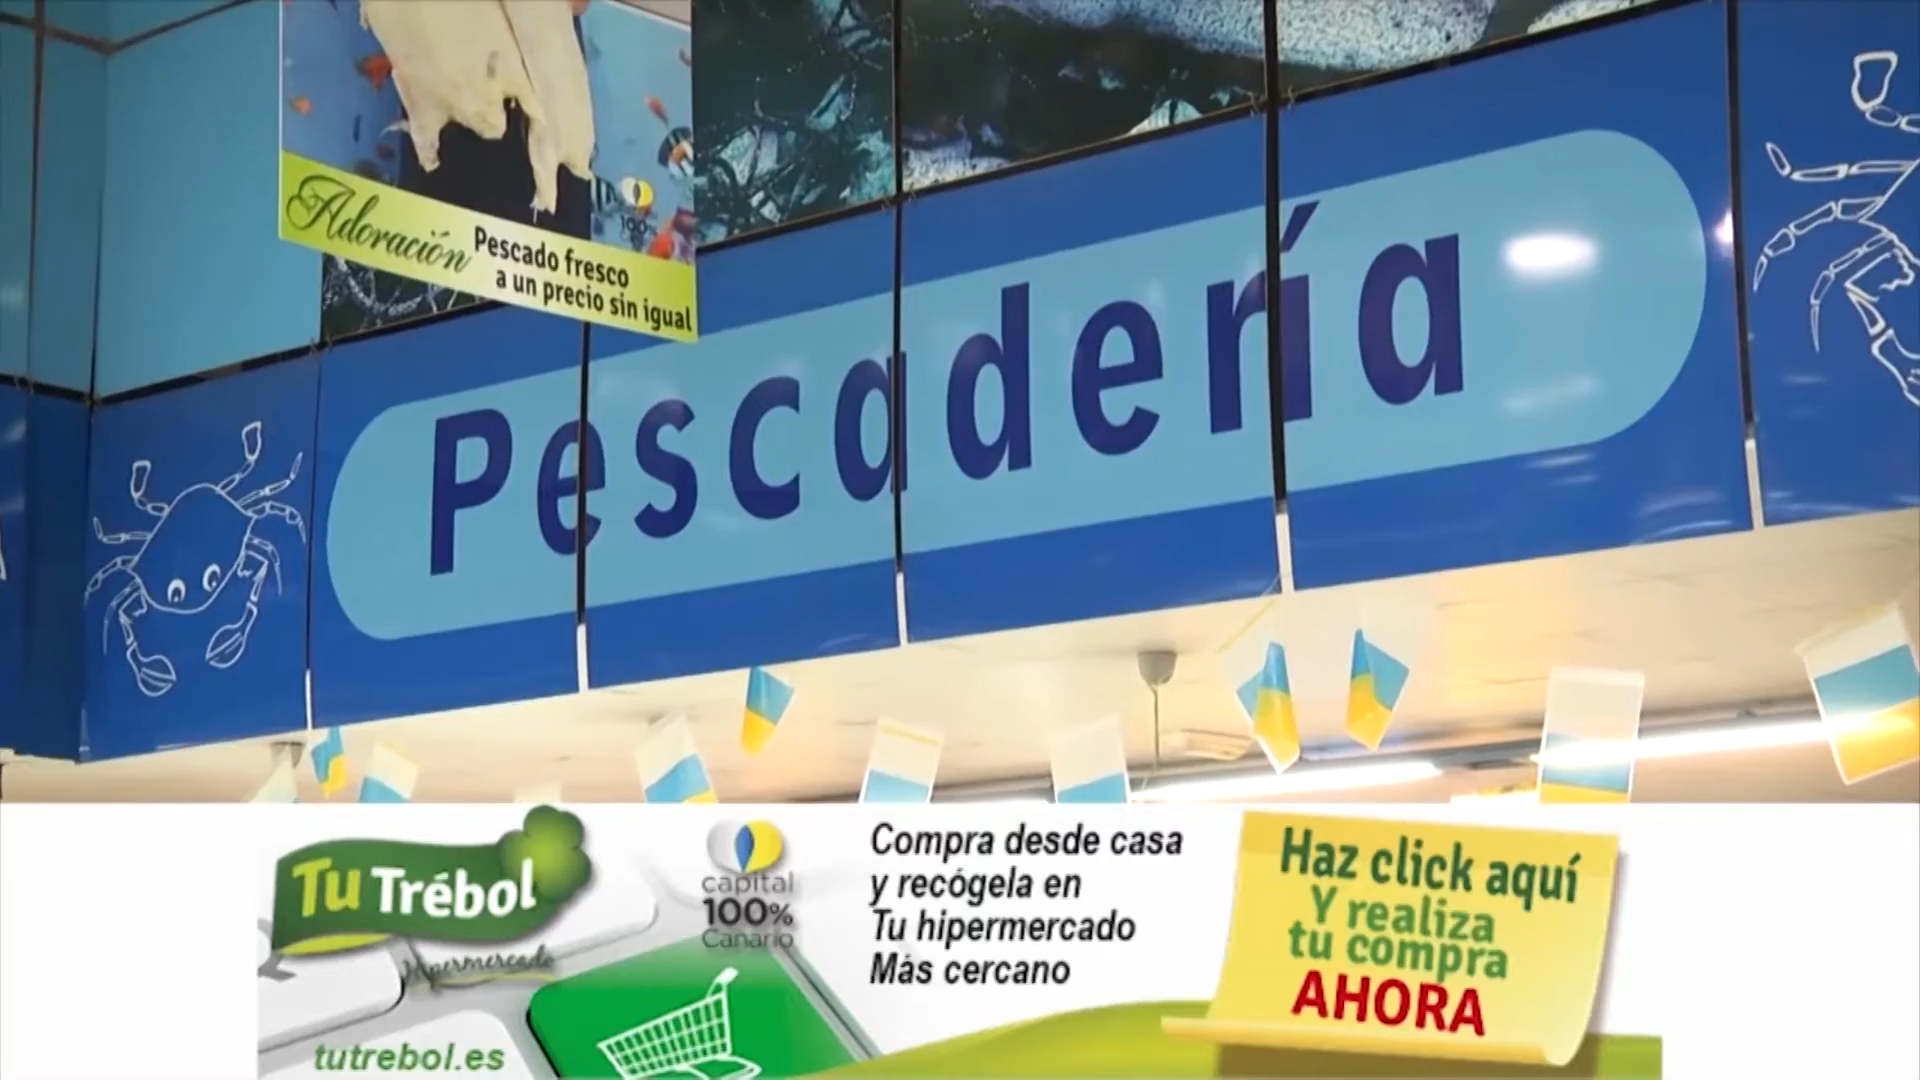 Adoración
Pescado fresco
a un precio sin igual
100%
Pescadería
Tu Trébol
Hipermercado
tutrebol.es
capital
100%
Canario
Compra desde casa
y recógela en
Tu hipermercado
Más cercano
Haz click aquí
Y realiza
tu compra
AHORA